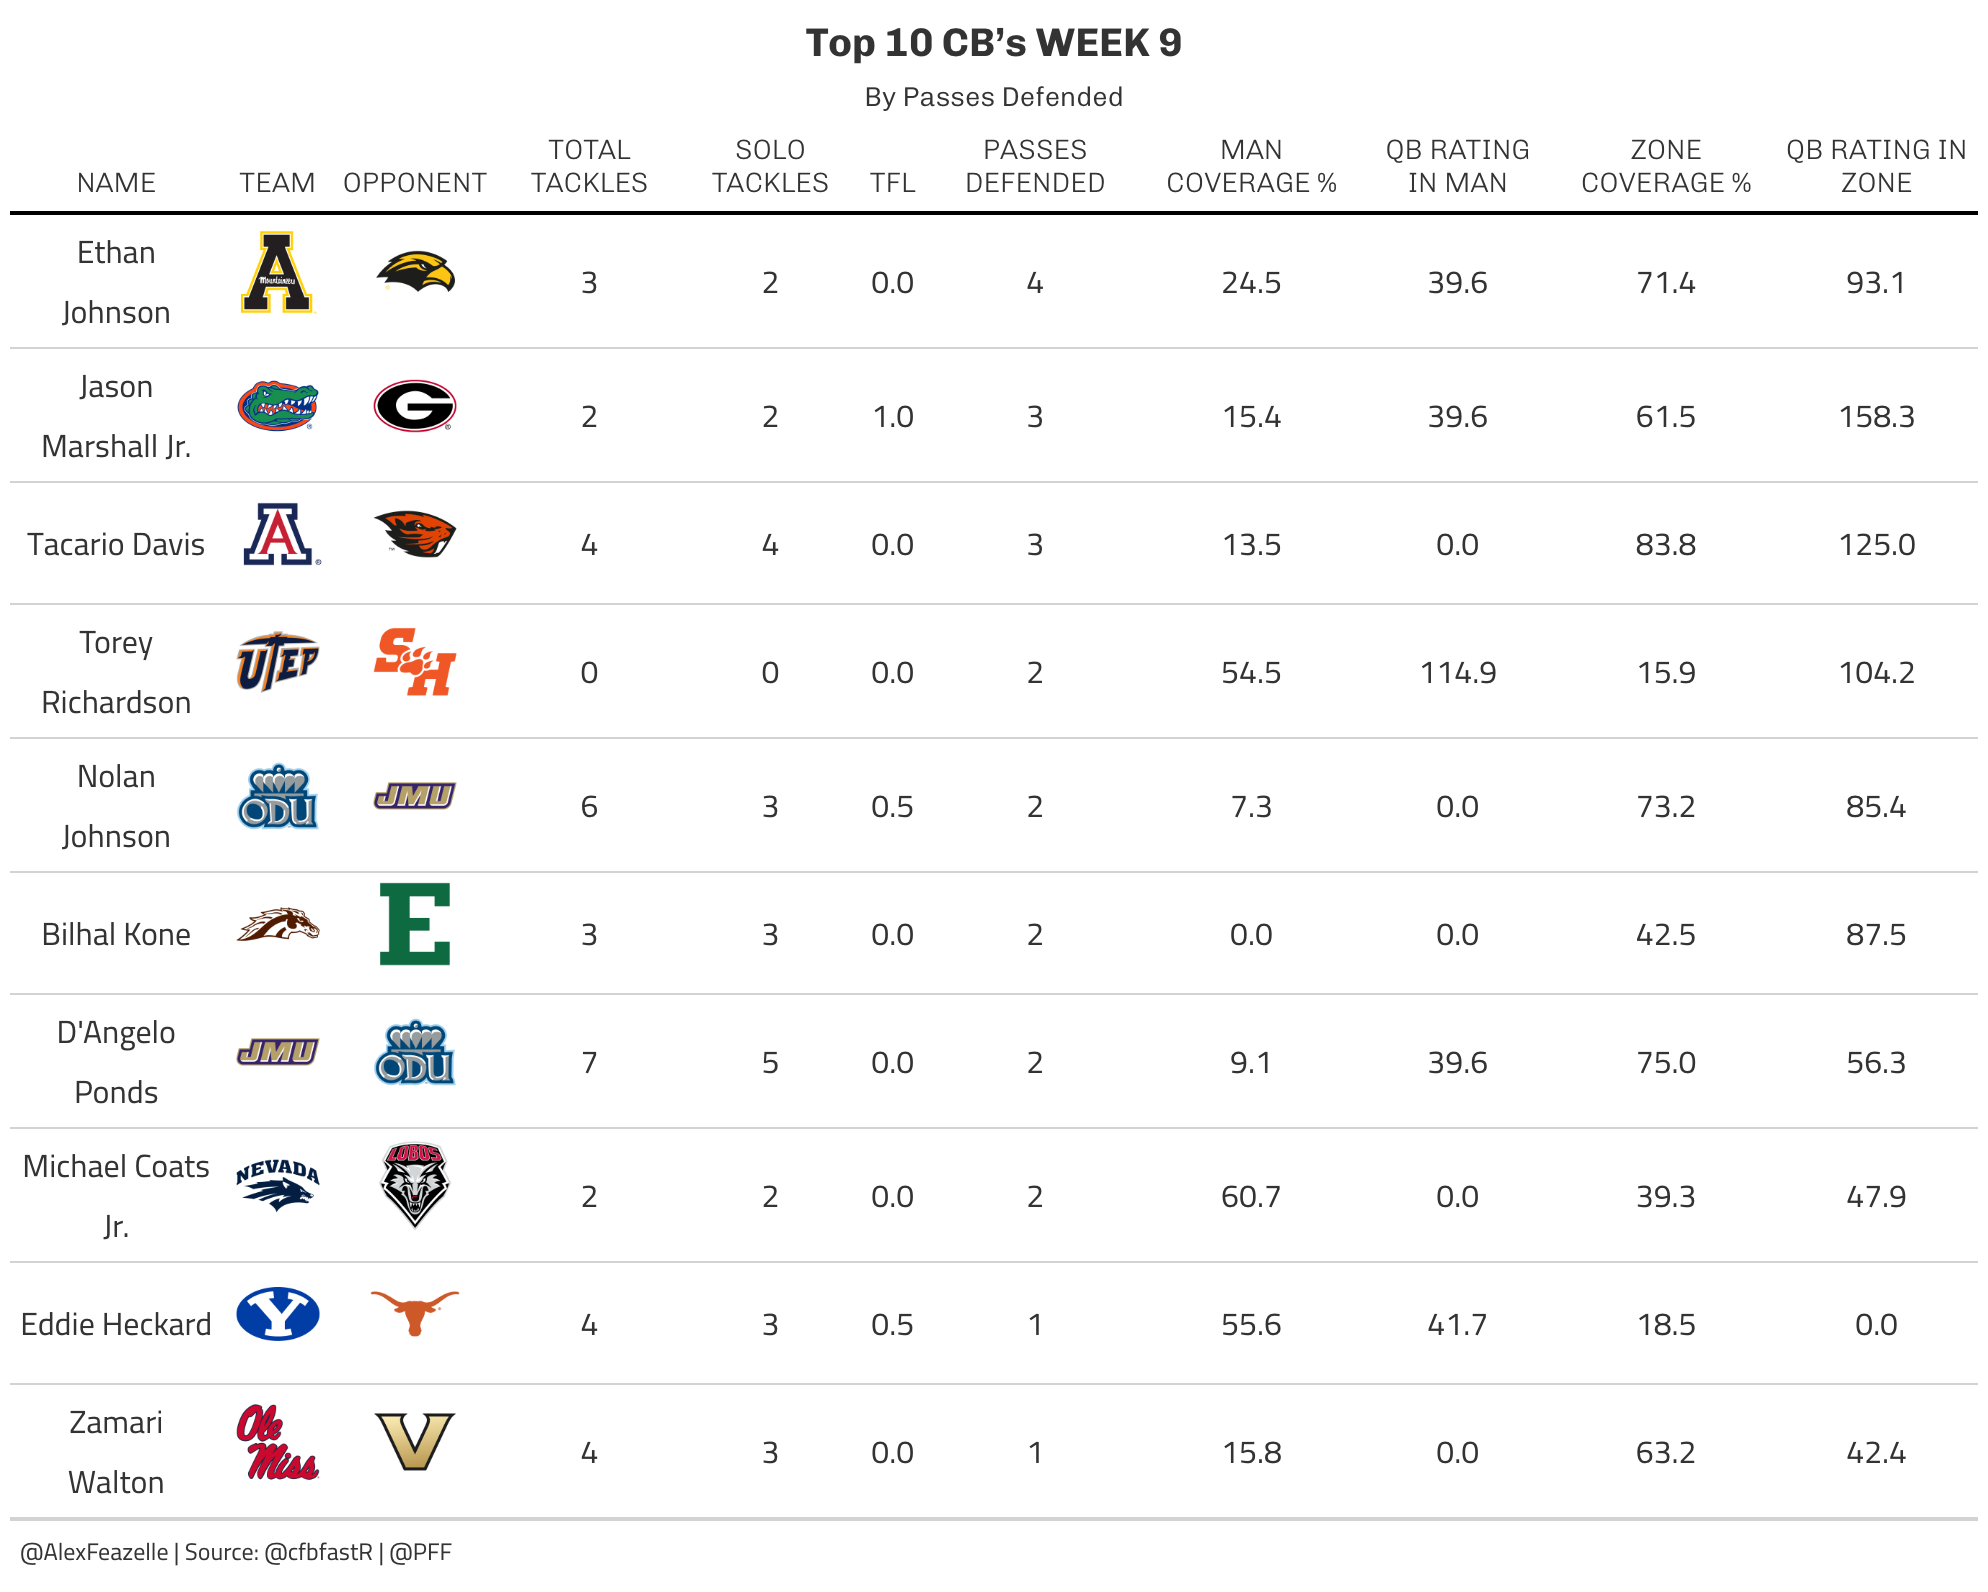 Top 10 CB’s WEEK 9
By Passes Defended
NAME TEAM OPPONENT TOTAL TACKLES SOLO TACKLES TFL PASSES DEFENDED MAN COVERAGE % QB RATING IN MAN ZONE COVERAGE % QB RATING IN ZONE
Ethan Johnson A Mountaineers 3 2 0.0 4 24.5 39.6 71.4 93.1
Jason Marshall Jr. G 2 2 1.0 3 15.4 39.6 61.5 158.3
Tacario Davis A 4 4 0.0 3 13.5 0.0 83.8 125.0
Torey Richardson UTEP SH 0 0 0.0 2 54.5 114.9 15.9 104.2
Nolan Johnson ODU JMU 6 3 0.5 2 7.3 0.0 73.2 85.4
Bilhal Kone E 3 3 0.0 2 0.0 0.0 42.5 87.5
D'Angelo Ponds JMU ODU 7 5 0.0 2 9.1 39.6 75.0 56.3
Michael Coats Jr. NEVADA LOBOS 2 2 0.0 2 60.7 0.0 39.3 47.9
Eddie Heckard Y 4 3 0.5 1 55.6 41.7 18.5 0.0
Zamari Walton Ole Miss V 4 3 0.0 1 15.8 0.0 63.2 42.4
@AlexFeazelle | Source: @cfbfastR | @PFF